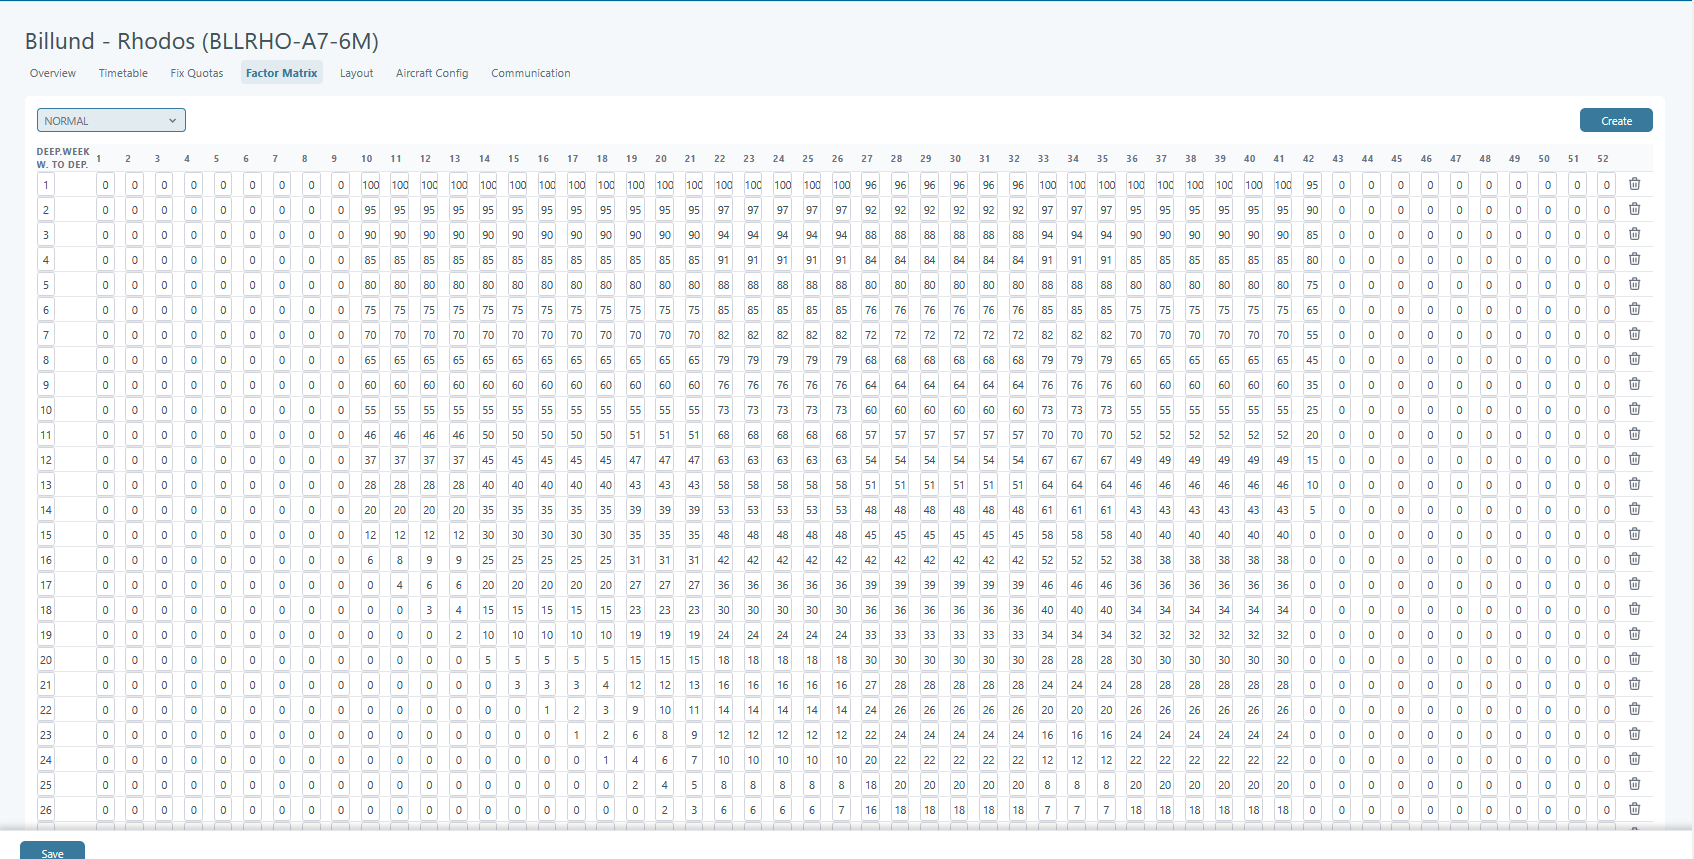 Billund - Rhodos (BLLRHO-A7-6M)
Overview Timetable Fix Quotas Factor Matrix Layout Aircraft Config Communication
NORMAL Create
DEEP.WEEK
W. TO DEP. 1 2 3 4 5 6 7 8 9 10 11 12 13 14 15 16 17 18 19 20 21 22 23 24 25 26 27 28 29 30 31 32 33 34 35 36 37 38 39 40 41 42 43 44 45 46 47 48 49 50 51 52
1 0 0 0 0 0 0 0 0 0 100 100 100 100 100 100 100 100 100 100 100 100 100 100 100 100 100 96 96 96 96 96 96 100 100 100 100 100 100 100 100 100 95 0 0 0 0 0 0 0 0 0 0
2 0 0 0 0 0 0 0 0 0 95 95 95 95 95 95 95 95 95 95 95 95 97 97 97 97 97 92 92 92 92 92 92 97 97 97 95 95 95 95 95 95 90 0 0 0 0 0 0 0 0 0 0
3 0 0 0 0 0 0 0 0 0 90 90 90 90 90 90 90 90 90 90 90 90 94 94 94 94 94 88 88 88 88 88 88 94 94 94 90 90 90 90 90 90 85 0 0 0 0 0 0 0 0 0 0
4 0 0 0 0 0 0 0 0 0 85 85 85 85 85 85 85 85 85 85 85 85 91 91 91 91 91 84 84 84 84 84 84 91 91 91 85 85 85 85 85 85 80 0 0 0 0 0 0 0 0 0 0
5 0 0 0 0 0 0 0 0 0 80 80 80 80 80 80 80 80 80 80 80 80 88 88 88 88 88 80 80 80 80 80 80 88 88 88 80 80 80 80 80 80 75 0 0 0 0 0 0 0 0 0 0
6 0 0 0 0 0 0 0 0 0 75 75 75 75 75 75 75 75 75 75 75 75 85 85 85 85 85 76 76 76 76 76 76 85 85 85 75 75 75 75 75 75 65 0 0 0 0 0 0 0 0 0 0
7 0 0 0 0 0 0 0 0 0 70 70 70 70 70 70 70 70 70 70 70 70 82 82 82 82 82 72 72 72 72 72 72 82 82 82 70 70 70 70 70 70 55 0 0 0 0 0 0 0 0 0 0
8 0 0 0 0 0 0 0 0 0 65 65 65 65 65 65 65 65 65 65 65 65 79 79 79 79 79 68 68 68 68 68 68 79 79 79 65 65 65 65 65 65 45 0 0 0 0 0 0 0 0 0 0
9 0 0 0 0 0 0 0 0 0 60 60 60 60 60 60 60 60 60 60 60 60 76 76 76 76 76 64 64 64 64 64 64 76 76 76 60 60 60 60 60 60 35 0 0 0 0 0 0 0 0 0 0
10 0 0 0 0 0 0 0 0 0 55 55 55 55 55 55 55 55 55 55 55 55 73 73 73 73 73 60 60 60 60 60 60 73 73 73 55 55 55 55 55 55 25 0 0 0 0 0 0 0 0 0 0
11 0 0 0 0 0 0 0 0 0 46 46 46 46 50 50 50 50 50 51 51 51 68 68 68 68 68 57 57 57 57 57 57 70 70 70 52 52 52 52 52 52 20 0 0 0 0 0 0 0 0 0 0
12 0 0 0 0 0 0 0 0 0 37 37 37 37 45 45 45 45 45 47 47 47 63 63 63 63 63 54 54 54 54 54 54 67 67 67 49 49 49 49 49 49 15 0 0 0 0 0 0 0 0 0 0
13 0 0 0 0 0 0 0 0 0 28 28 28 28 40 40 40 40 40 43 43 43 58 58 58 58 58 51 51 51 51 51 51 64 64 64 46 46 46 46 46 46 10 0 0 0 0 0 0 0 0 0 0
14 0 0 0 0 0 0 0 0 0 20 20 20 20 35 35 35 35 35 39 39 39 53 53 53 53 53 48 48 48 48 48 48 61 61 61 43 43 43 43 43 43 5 0 0 0 0 0 0 0 0 0 0
15 0 0 0 0 0 0 0 0 0 12 12 12 12 30 30 30 30 30 35 35 35 48 48 48 48 48 45 45 45 45 45 45 58 58 58 40 40 40 40 40 40 0 0 0 0 0 0 0 0 0 0 0
16 0 0 0 0 0 0 0 0 0 6 8 9 9 25 25 25 25 25 31 31 31 42 42 42 42 42 42 42 42 42 42 42 52 52 52 38 38 38 38 38 38 0 0 0 0 0 0 0 0 0 0 0
17 0 0 0 0 0 0 0 0 0 0 4 6 6 20 20 20 20 20 27 27 27 36 36 36 36 36 39 39 39 39 39 39 46 46 46 36 36 36 36 36 36 0 0 0 0 0 0 0 0 0 0 0
18 0 0 0 0 0 0 0 0 0 0 0 3 4 15 15 15 15 15 23 23 23 30 30 30 30 30 36 36 36 36 36 36 40 40 40 34 34 34 34 34 34 0 0 0 0 0 0 0 0 0 0 0
19 0 0 0 0 0 0 0 0 0 0 0 0 2 10 10 10 10 10 19 19 19 24 24 24 24 24 33 33 33 33 33 33 34 34 34 32 32 32 32 32 32 0 0 0 0 0 0 0 0 0 0 0
20 0 0 0 0 0 0 0 0 0 0 0 0 0 5 5 5 5 5 15 15 15 18 18 18 18 18 30 30 30 30 30 30 28 28 28 30 30 30 30 30 30 0 0 0 0 0 0 0 0 0 0 0
21 0 0 0 0 0 0 0 0 0 0 0 0 0 0 3 3 3 4 12 12 13 16 16 16 16 16 27 28 28 28 28 28 24 24 24 28 28 28 28 28 28 0 0 0 0 0 0 0 0 0 0 0
22 0 0 0 0 0 0 0 0 0 0 0 0 0 0 0 1 2 3 9 10 11 14 14 14 14 14 24 26 26 26 26 26 20 20 20 26 26 26 26 26 26 0 0 0 0 0 0 0 0 0 0 0
23 0 0 0 0 0 0 0 0 0 0 0 0 0 0 0 0 1 2 6 8 9 12 12 12 12 12 22 24 24 24 24 24 16 16 16 24 24 24 24 24 24 0 0 0 0 0 0 0 0 0 0 0
24 0 0 0 0 0 0 0 0 0 0 0 0 0 0 0 0 0 1 4 6 7 10 10 10 10 10 20 22 22 22 22 22 12 12 12 22 22 22 22 22 22 0 0 0 0 0 0 0 0 0 0 0
25 0 0 0 0 0 0 0 0 0 0 0 0 0 0 0 0 0 0 2 4 5 8 8 8 8 8 18 20 20 20 20 20 8 8 8 20 20 20 20 20 20 0 0 0 0 0 0 0 0 0 0 0
26 0 0 0 0 0 0 0 0 0 0 0 0 0 0 0 0 0 0 0 2 3 6 6 6 6 7 16 18 18 18 18 18 7 7 7 18 18 18 18 18 18 0 0 0 0 0 0 0 0 0 0 0
Save